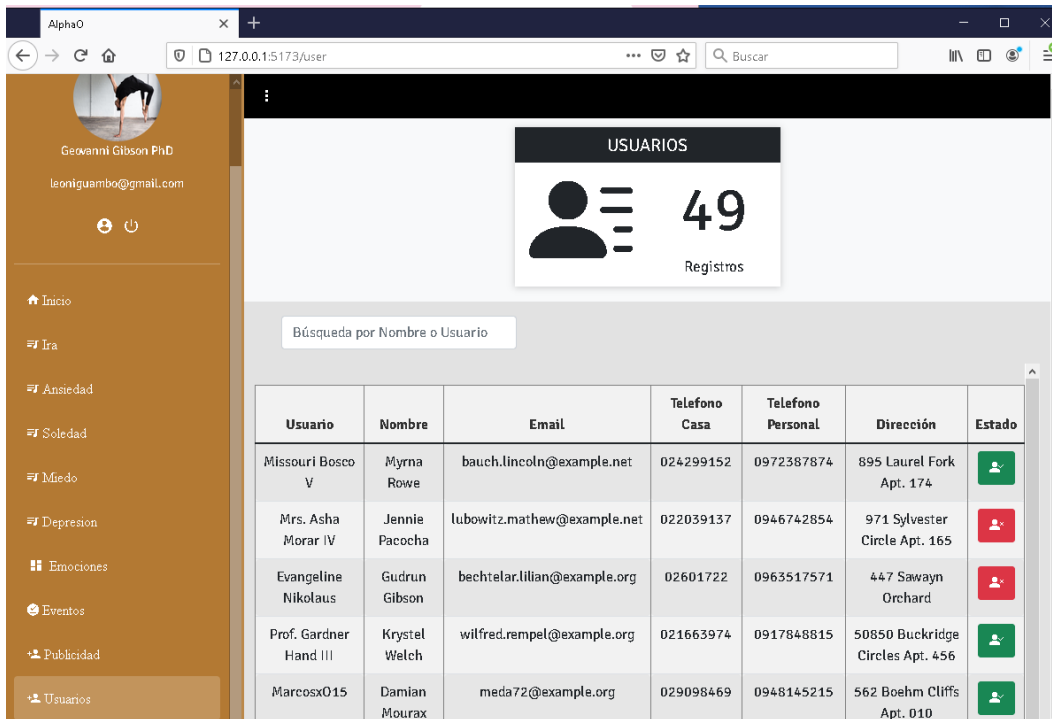 AlphaO
127.0.0.1:5173/user
Buscar
Geovanni Gibson PhD
leoniguambo@gmail.com
Inicio
Ira
Ansiedad
Soledad
Miedo
Depresion
Emociones
Eventos
Publicidad
Usuarios
USUARIOS
49
Registros
Búsqueda por Nombre o Usuario
Usuario Nombre Email Telefono Casa Telefono Personal Dirección Estado
Missouri Bosco V Myrna Rowe bauch.lincoln@example.net 024299152 0972387874 895 Laurel Fork Apt. 174
Mrs. Asha Morar IV Jennie Pacocha lubowitz.mathew@example.net 022039137 0946742854 971 Sylvester Circle Apt. 165
Evangeline Nikolaus Gudrun Gibson bechtelar.lilian@example.org 02601722 0963517571 447 Sawayn Orchard
Prof. Gardner Hand III Krystel Welch wilfred.rempel@example.org 021663974 0917848815 50850 Buckridge Circles Apt. 456
MarcosxO15 Damian Mourax meda72@example.org 029098469 0948145215 562 Boehm Cliffs Apt. 010